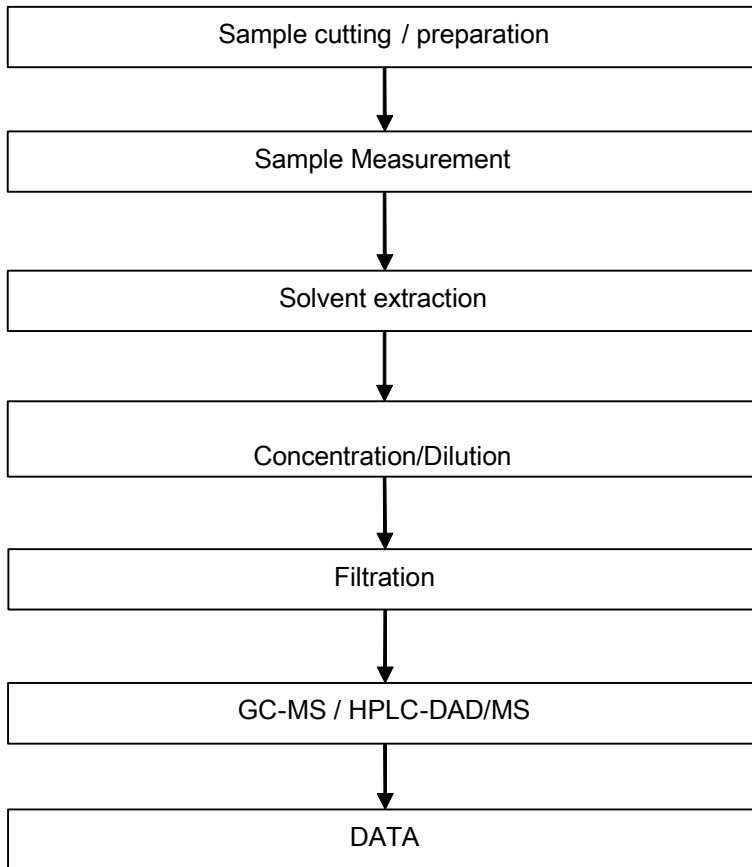 Sample cutting / preparation
Sample Measurement
Solvent extraction
Concentration/Dilution
Filtration
GC-MS / HPLC-DAD/MS
DATA